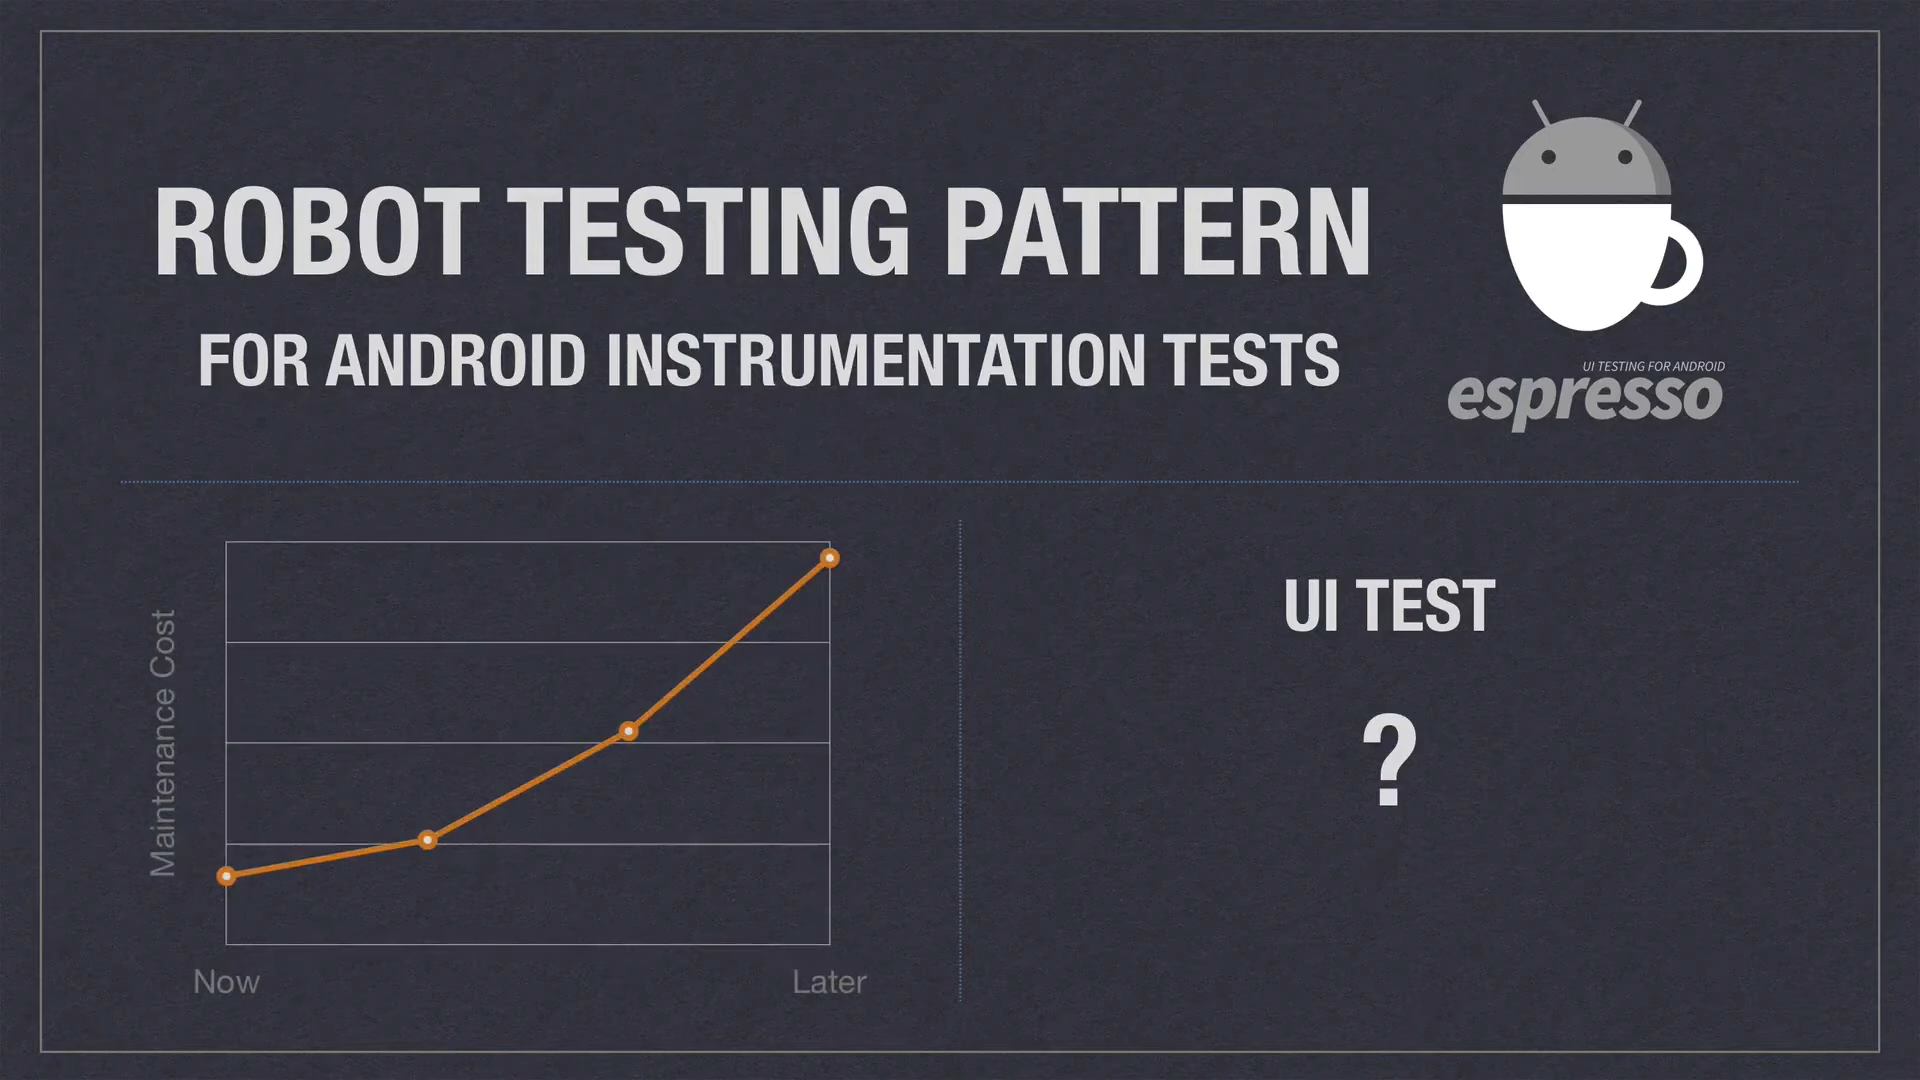 ROBOT TESTING PATTERN
FOR ANDROID INSTRUMENTATION TESTS
UI TESTING FOR ANDROID
espresso
Maintenance Cost
Now
Later
UI TEST
?